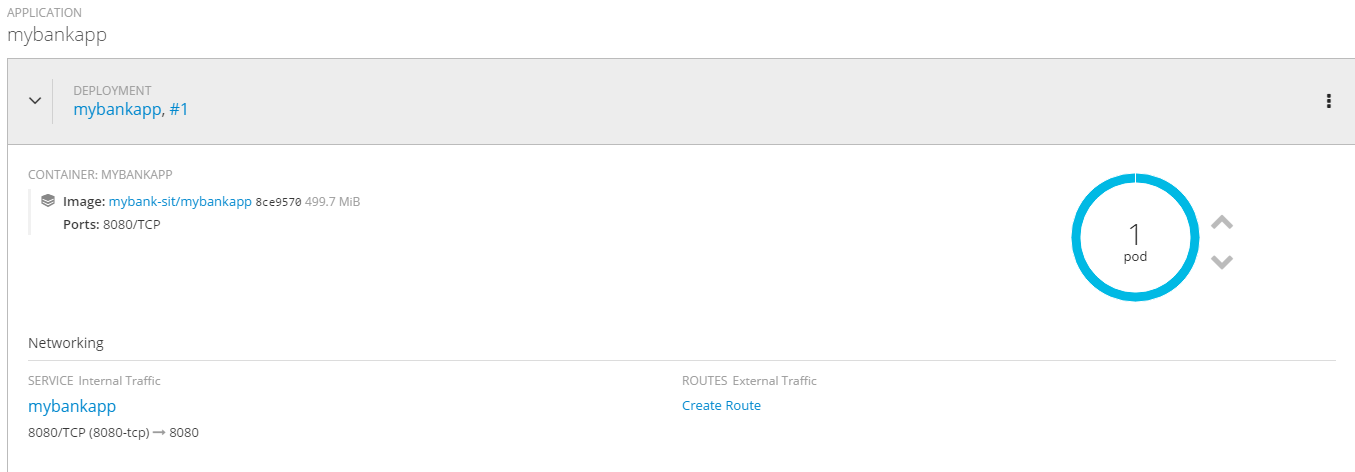 APPLICATION
mybankapp
DEPLOYMENT
mybankapp, #1
CONTAINER: MYBANKAPP
Image: mybank-sit/mybankapp 8ce9570 499.7 MiB
Ports: 8080/TCP
1
pod
Networking
SERVICE Internal Traffic
mybankapp
8080/TCP (8080-tcp) → 8080
ROUTES External Traffic
Create Route